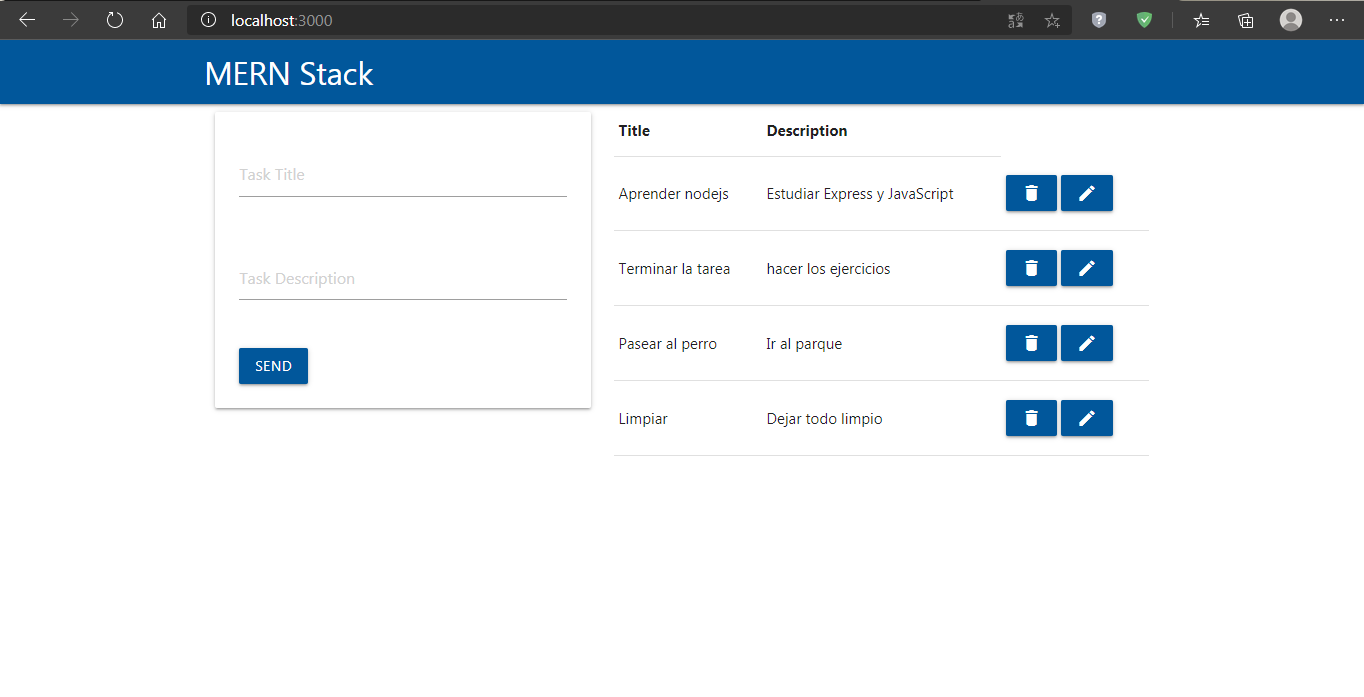 localhost:3000
MERN Stack
Task Title
Task Description
SEND
Title Description
Aprender nodejs Estudiar Express y JavaScript
Terminar la tarea hacer los ejercicios
Pasear al perro Ir al parque
Limpiar Dejar todo limpio